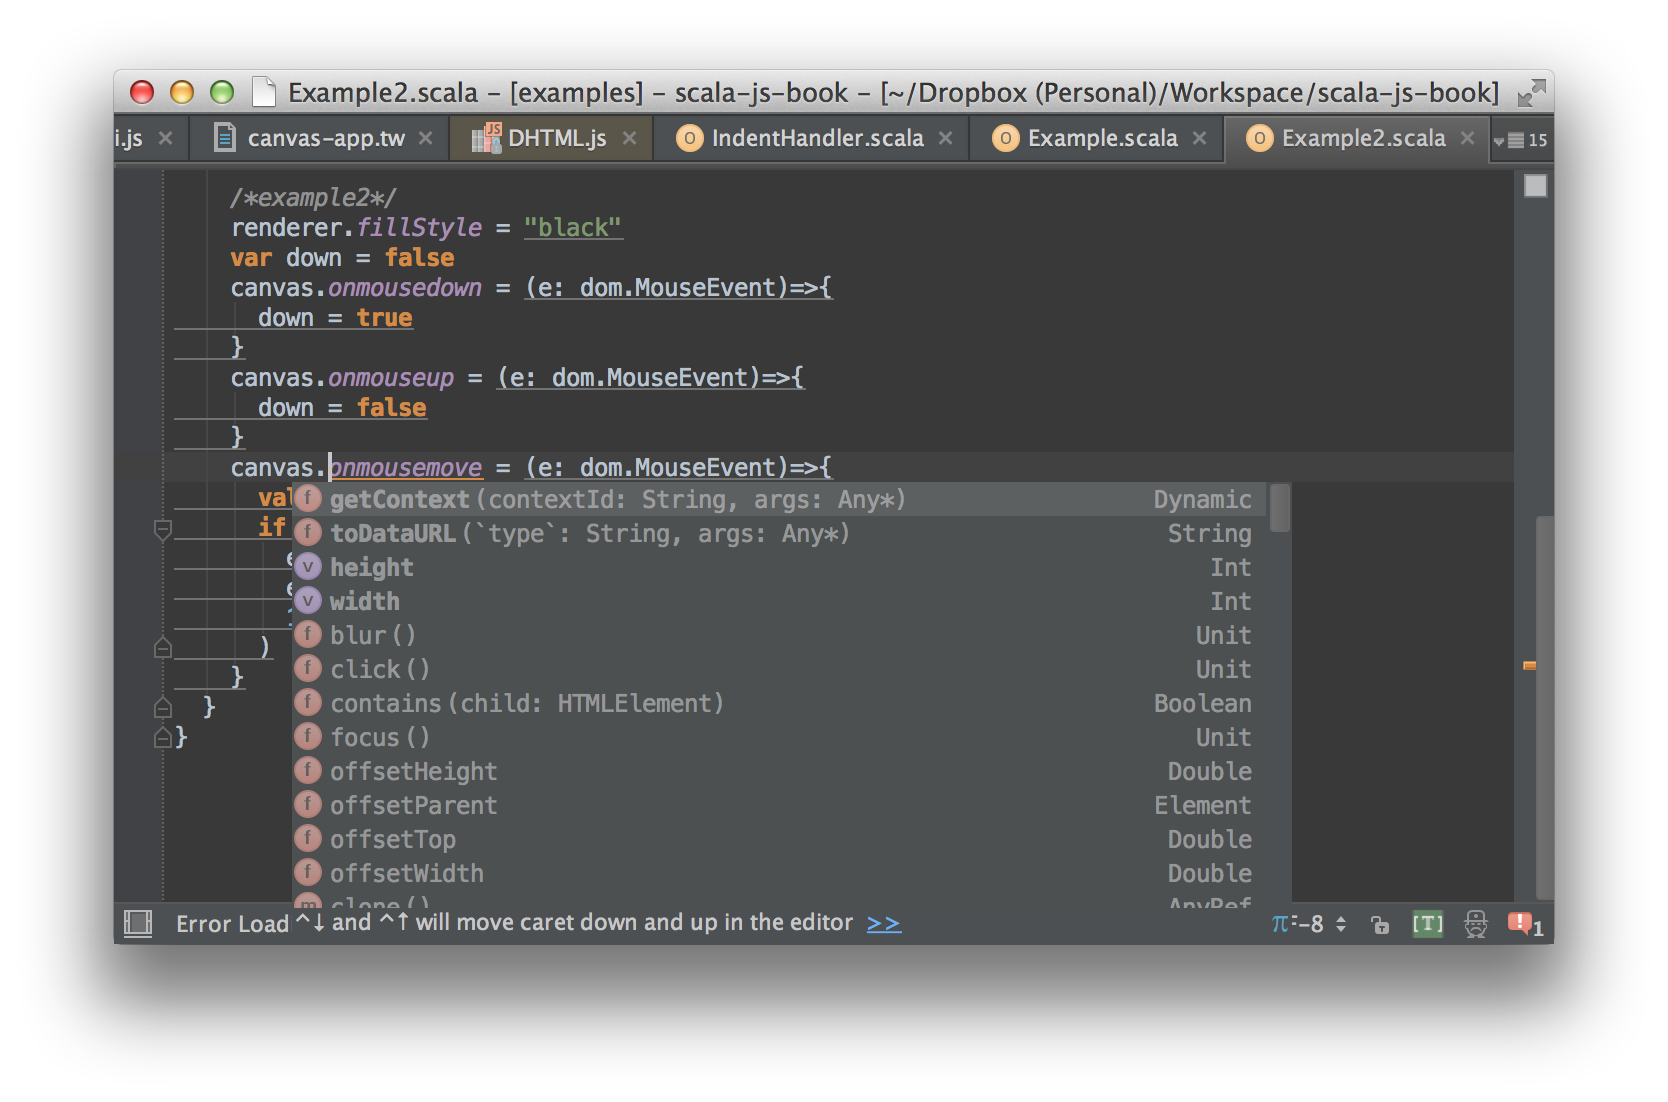 Example2.scala – [examples] – scala-js-book – [~/Dropbox (Personal)/Workspace/scala-js-book]
i.js canvas-app.tw DHTML.js IndentHandler.scala Example.scala Example2.scala 15
/*example2*/
renderer.fillStyle = "black"
var down = false
canvas.onmousedown = (e: dom.MouseEvent)=>{
down = true
}
canvas.onmouseup = (e: dom.MouseEvent)=>{
down = false
}
canvas.onmousemove = (e: dom.MouseEvent)=>{
val
if
)
}
}
}
getContext(contextId: String, args: Any*) Dynamic
toDataURL(`type`: String, args: Any*) String
height Int
width Int
blur() Unit
click() Unit
contains(child: HTMLElement) Boolean
focus() Unit
offsetHeight Double
offsetParent Element
offsetTop Double
offsetWidth Double
clone() AnyRef
Error Load ^↓ and ^↑ will move caret down and up in the editor >> -8 [T] 1